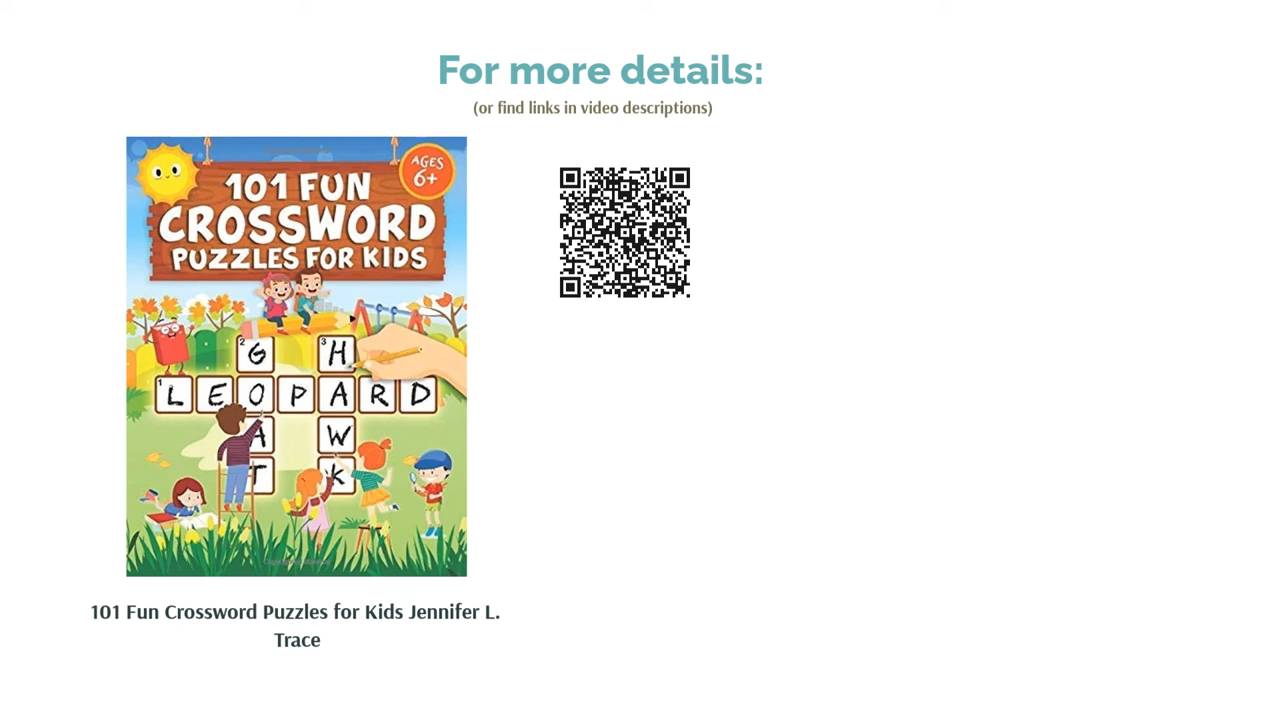 For more details:
(or find links in video descriptions)
AGES
6+
101 FUN
CROSSWORD
PUZZLES FOR KIDS
2 G 3 H
1 L E O P A R D
A W
T K
101 Fun Crossword Puzzles for Kids Jennifer L.
Trace